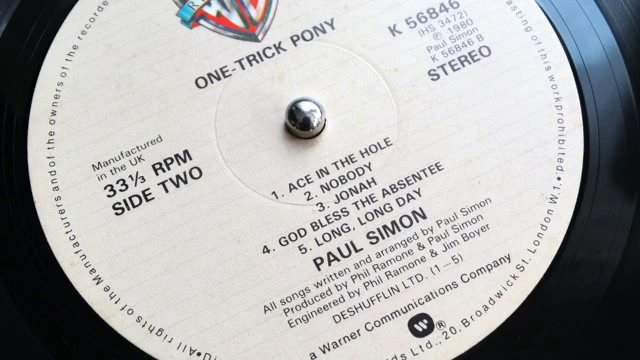 ONE-TRICK PONY
K 56846
(HS 3472)
℗ 1980
Paul Simon
K 56846 B
STEREO
Manufactured
in the UK
33⅓ RPM
SIDE TWO
1. ACE IN THE HOLE
2. NOBODY
3. JONAH
4. GOD BLESS THE ABSENTEE
5. LONG, LONG DAY
PAUL SIMON
All songs written and arranged by Paul Simon
Produced by Phil Ramone & Paul Simon
Engineered by Phil Ramone & Jim Boyer
DESHUFFLIN LTD. (1–5)
a Warner Communications Company
®
All rights of the Manufacturers and of the owners of the
casting of this work prohibited.
20, Broadwick St. London W.1.